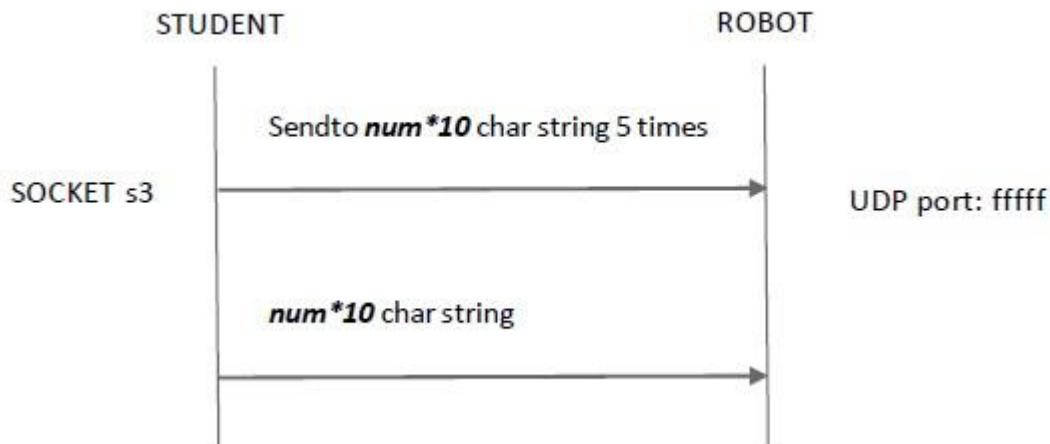 STUDENT
ROBOT
Sendto num*10 char string 5 times
SOCKET s3
UDP port: fffff
num*10 char string